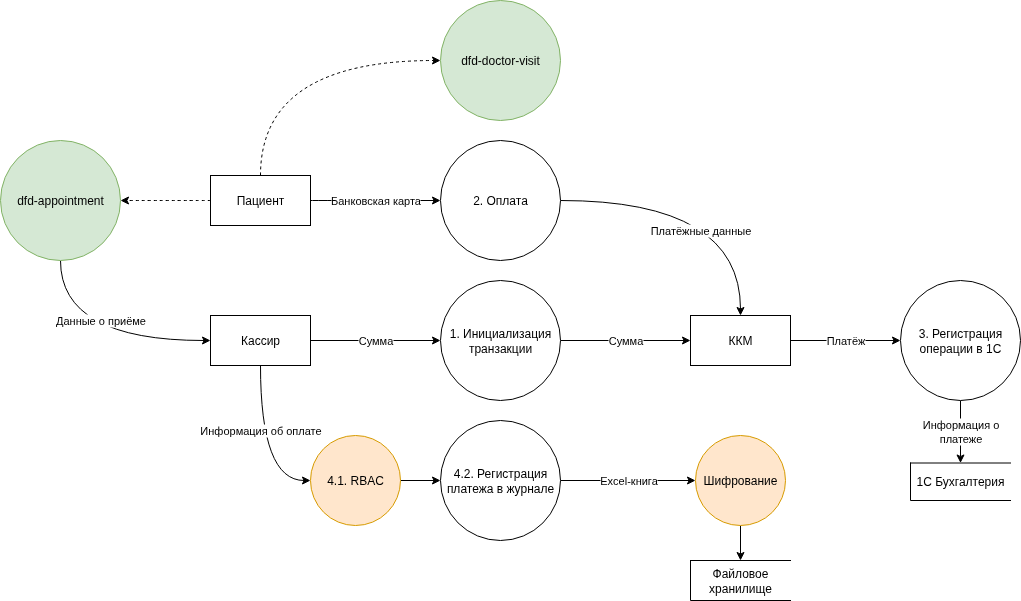 dfd-doctor-visit
dfd-appointment
Пациент
Банковская карта
2. Оплата
Платёжные данные
Данные о приёме
Кассир
Сумма
1. Инициализация
транзакции
Сумма
ККМ
Платёж
3. Регистрация
операции в 1С
Информация об оплате
Информация о
платеже
4.1. RBAC
4.2. Регистрация
платежа в журнале
Excel-книга
Шифрование
1С Бухгалтерия
Файловое
хранилище